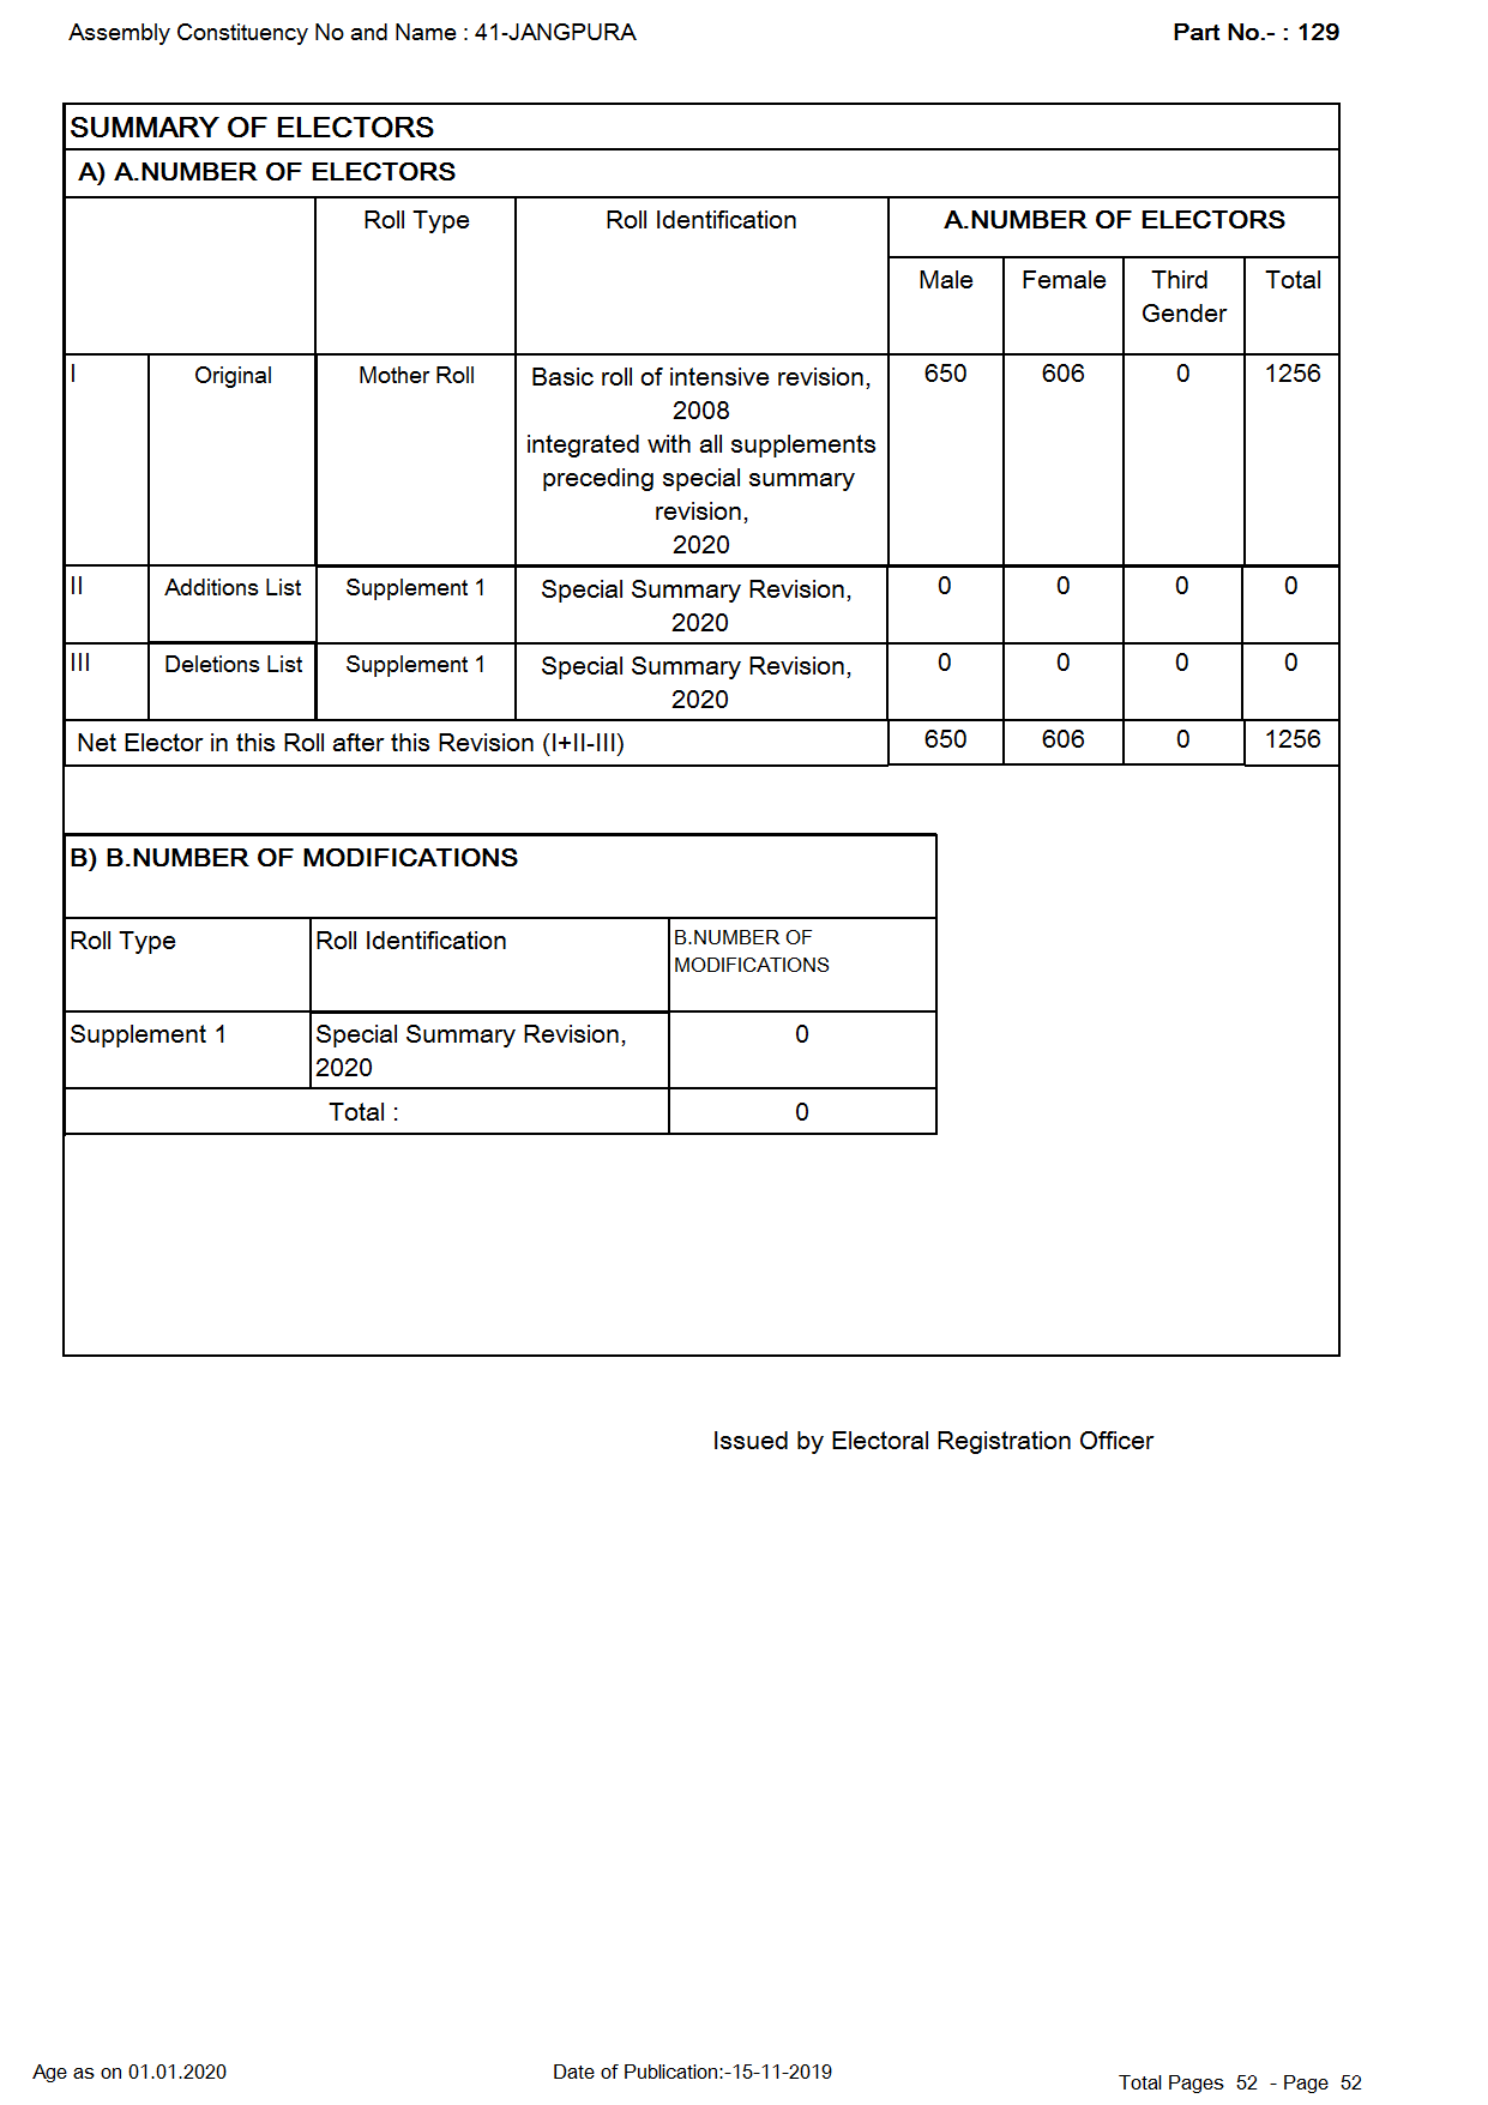 Assembly Constituency No and Name : 41-JANGPURA
Part No.- : 129
SUMMARY OF ELECTORS
A) A.NUMBER OF ELECTORS
Roll Type
Roll Identification
A.NUMBER OF ELECTORS
Male
Female
Third
Gender
Total
I
Original
Mother Roll
Basic roll of intensive revision,
2008
integrated with all supplements
preceding special summary
revision,
2020
650
606
0
1256
II
Additions List
Supplement 1
Special Summary Revision,
2020
0
0
0
0
III
Deletions List
Supplement 1
Special Summary Revision,
2020
0
0
0
0
Net Elector in this Roll after this Revision (I+II-III)
650
606
0
1256
B) B.NUMBER OF MODIFICATIONS
Roll Type
Roll Identification
B.NUMBER OF
MODIFICATIONS
Supplement 1
Special Summary Revision,
2020
0
Total :
0
Issued by Electoral Registration Officer
Age as on 01.01.2020
Date of Publication:-15-11-2019
Total Pages 52 - Page 52